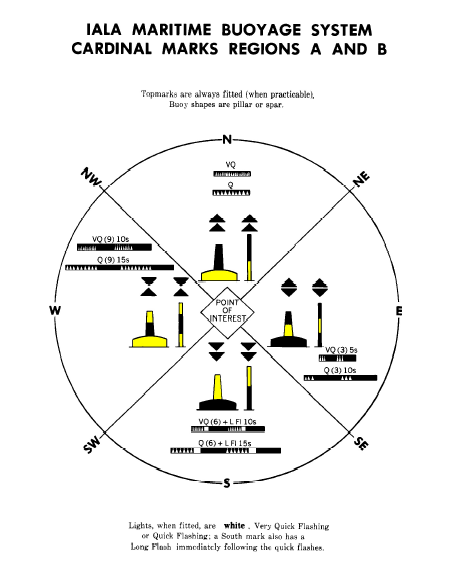 IALA MARITIME BUOYAGE SYSTEM
CARDINAL MARKS REGIONS A AND B
Topmarks are always fitted (when practicable).
Buoy shapes are pillar or spar.
N
NW
NE
VQ
Q
VQ (9) 10s
Q (9) 15s
W
POINT
OF
INTEREST
E
VQ (3) 5s
Q (3) 10s
VQ (6) + L Fl 10s
Q (6) + L Fl 15s
SW
SE
S
Lights, when fitted, are white . Very Quick Flashing
or Quick Flashing; a South mark also has a
Long Flash immediately following the quick flashes.